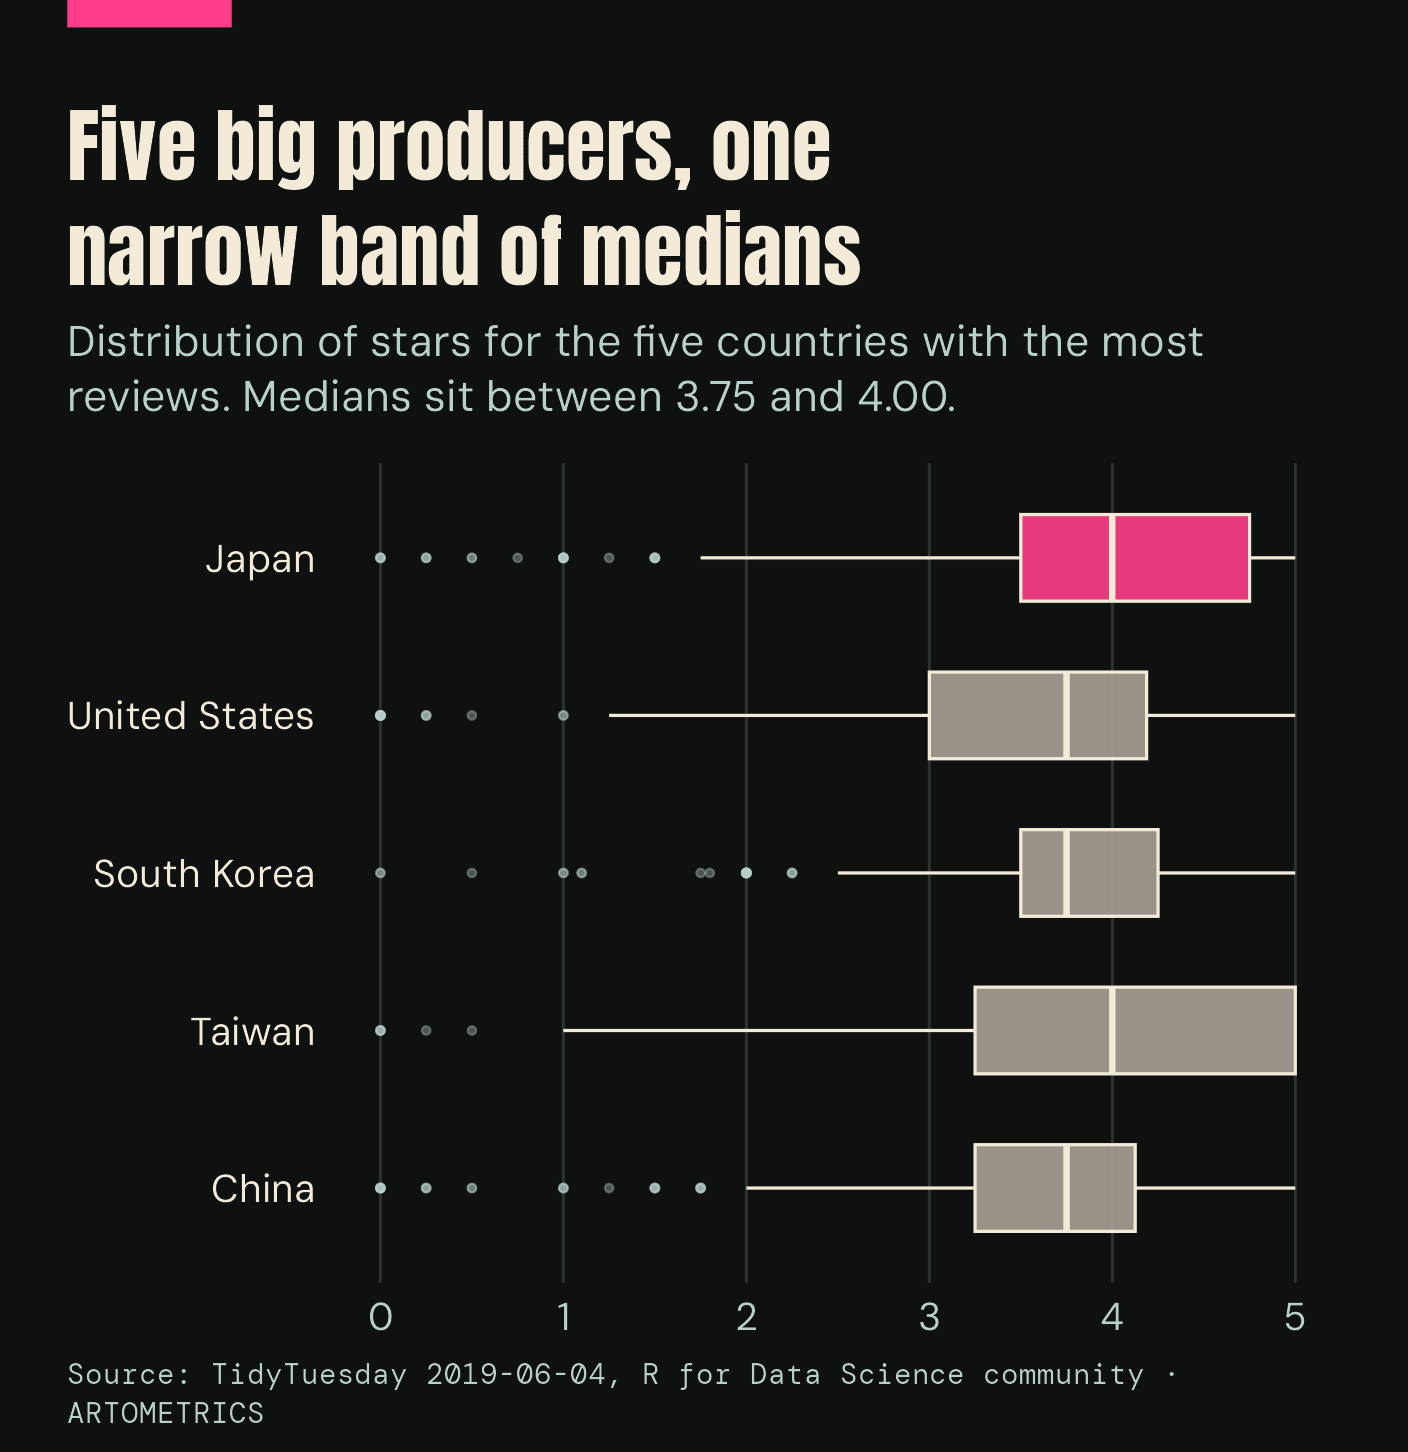 Five big producers, one
narrow band of medians
Distribution of stars for the five countries with the most
reviews. Medians sit between 3.75 and 4.00.
Japan
United States
South Korea
Taiwan
China
0 1 2 3 4 5
Source: TidyTuesday 2019-06-04, R for Data Science community ·
ARTOMETRICS